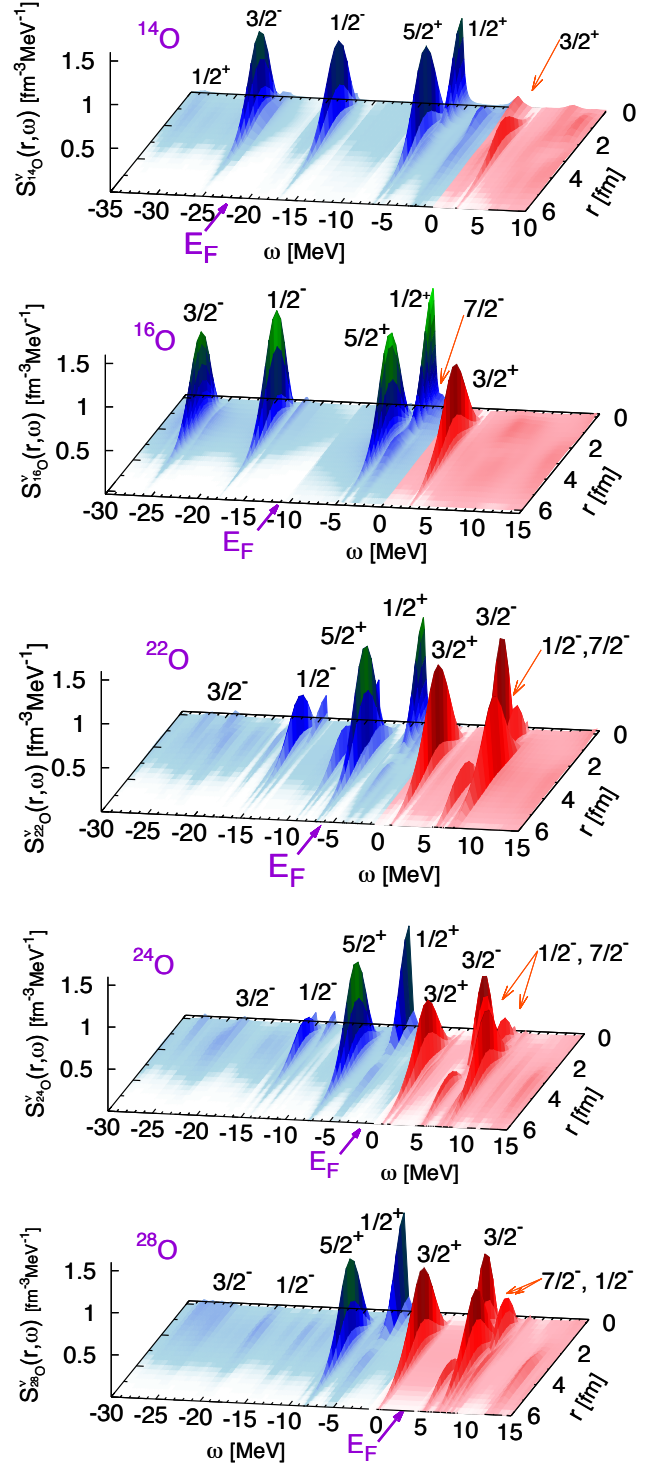 3/2⁻ 1/2⁻ 5/2⁺ 1/2⁺
¹⁴O 3/2⁺
1/2⁺
S^ν_14O(r,ω) [fm⁻³MeV⁻¹]
1.5
1
0.5
0
2
4
6
r [fm]
-35 -30 -25 -20 -15 -10 -5 0 5 10
E_F
ω [MeV]
3/2⁻ 1/2⁻ 1/2⁺ 7/2⁻
¹⁶O 5/2⁺ 3/2⁺
S^ν_16O(r,ω) [fm⁻³MeV⁻¹]
1.5
1
0.5
0
2
4
6
r [fm]
-30 -25 -20 -15 -10 -5 0 5 10 15
E_F
ω [MeV]
1/2⁺ 3/2⁻
²²O 5/2⁺ 3/2⁺ 1/2⁻,7/2⁻
3/2⁻ 1/2⁻
S^ν_22O(r,ω) [fm⁻³MeV⁻¹]
1.5
1
0.5
0
2
4
6
r [fm]
-30 -25 -20 -15 -10 -5 0 5 10 15
E_F
ω [MeV]
²⁴O 5/2⁺ 1/2⁺ 3/2⁻ 1/2⁻, 7/2⁻
3/2⁻ 1/2⁻ 3/2⁺
S^ν_24O(r,ω) [fm⁻³MeV⁻¹]
1.5
1
0.5
0
2
4
6
r [fm]
-30 -25 -20 -15 -10 -5 0 5 10 15
E_F
ω [MeV]
²⁸O 5/2⁺ 1/2⁺ 3/2⁺ 3/2⁻
3/2⁻ 1/2⁻ 7/2⁻, 1/2⁻
S^ν_28O(r,ω) [fm⁻³MeV⁻¹]
1.5
1
0.5
0
2
4
6
r [fm]
-30 -25 -20 -15 -10 -5 0 5 10 15
ω [MeV]
E_F